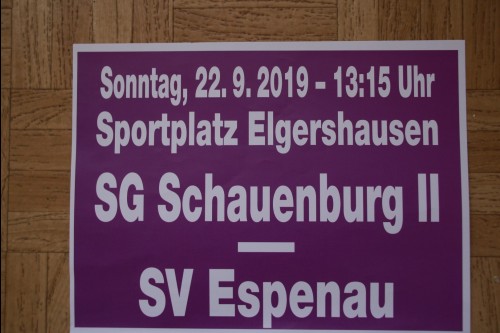 Sonntag, 22. 9. 2019 – 13:15 Uhr
Sportplatz Elgershausen
SG Schauenburg II
—
SV Espenau